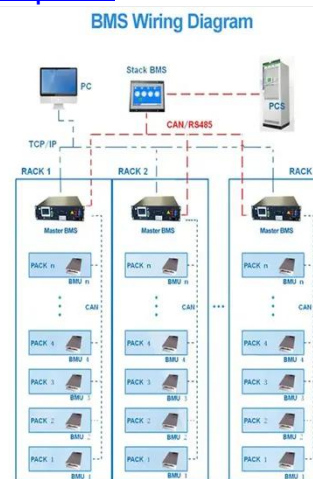 BMS Wiring Diagram
Stack BMS
PC
PCS
CAN/RS485
TCP/IP
RACK 1
RACK 2
RACK
Master BMS
Master BMS
Master BMS
PACK n
BMU n
PACK n
BMU n
PACK n
BMU n
CAN
CAN
CAN
PACK 4
BMU 4
PACK 4
BMU 4
PACK 4
BMU 4
PACK 3
BMU 3
PACK 3
BMU 3
PACK 3
BMU 3
PACK 2
BMU 2
PACK 2
BMU 2
PACK 2
BMU 2
PACK 1
BMU 1
PACK 1
BMU 1
PACK 1
BMU 1